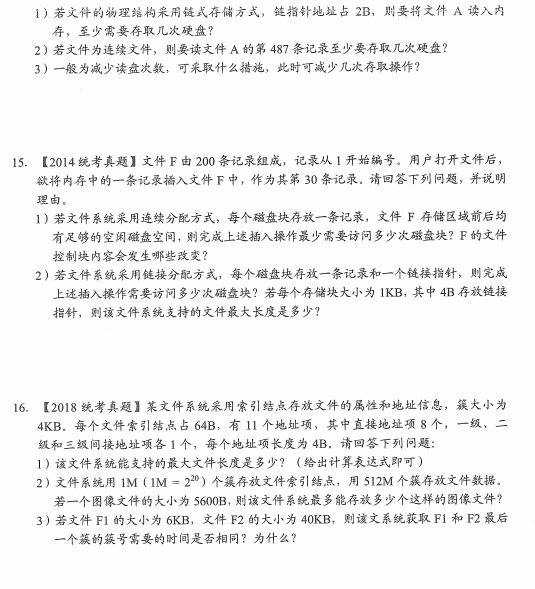 1）若文件的物理结构采用链式存储方式，链指针地址占 2B，则要将文件 A 读入内
存，至少需要存取几次硬盘？
2）若文件为连续文件，则要读文件 A 的第 487 条记录至少要存取几次硬盘？
3）一般为减少读盘次数，可采取什么措施，此时可减少几次存取操作？
15. 【2014 统考真题】文件 F 由 200 条记录组成，记录从 1 开始编号。用户打开文件后，
欲将内存中的一条记录插入文件 F 中，作为其第 30 条记录。请回答下列问题，并说明
理由。
1）若文件系统采用连续分配方式，每个磁盘块存放一条记录，文件 F 存储区域前后均
有足够的空闲磁盘空间，则完成上述插入操作最少需要访问多少次磁盘块？F 的文件
控制块内容会发生哪些改变？
2）若文件系统采用链接分配方式，每个磁盘块存放一条记录和一个链接指针，则完成
上述插入操作需要访问多少次磁盘块？若每个存储块大小为 1KB，其中 4B 存放链接
指针，则该文件系统支持的文件最大长度是多少？
16. 【2018 统考真题】某文件系统采用索引结点存放文件的属性和地址信息，簇大小为
4KB。每个文件索引结点占 64B，有 11 个地址项，其中直接地址项 8 个，一级、二
级和三级间接地址项各 1 个，每个地址项长度为 4B。请回答下列问题：
1）该文件系统能支持的最大文件长度是多少？（给出计算表达式即可）
2）文件系统用 1M（1M = 2²⁰）个簇存放文件索引结点，用 512M 个簇存放文件数据。
若一个图像文件的大小为 5600B，则该文件系统最多能存放多少个这样的图像文件？
3）若文件 F1 的大小为 6KB，文件 F2 的大小为 40KB，则该文系统获取 F1 和 F2 最后
一个簇的簇号需要的时间是否相同？为什么？